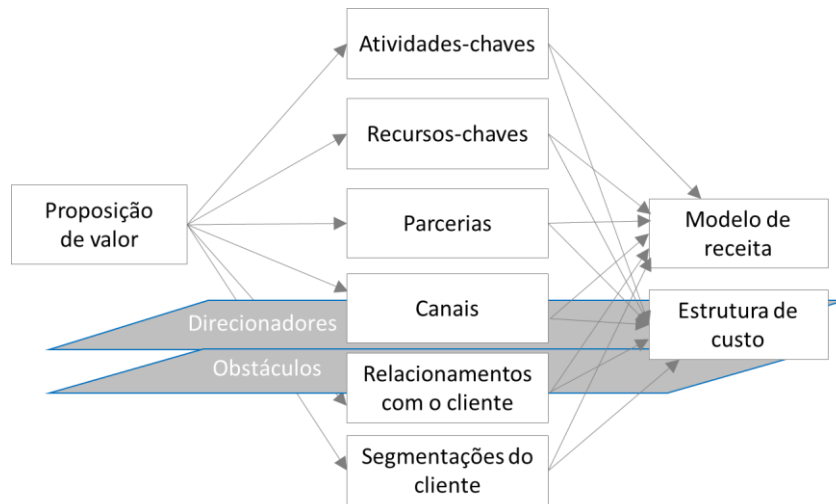 Atividades-chaves
Recursos-chaves
Proposição
de valor
Parcerias
Modelo de
receita
Canais
Direcionadores
Estrutura de
custo
Obstáculos
Relacionamentos
com o cliente
Segmentações do
cliente